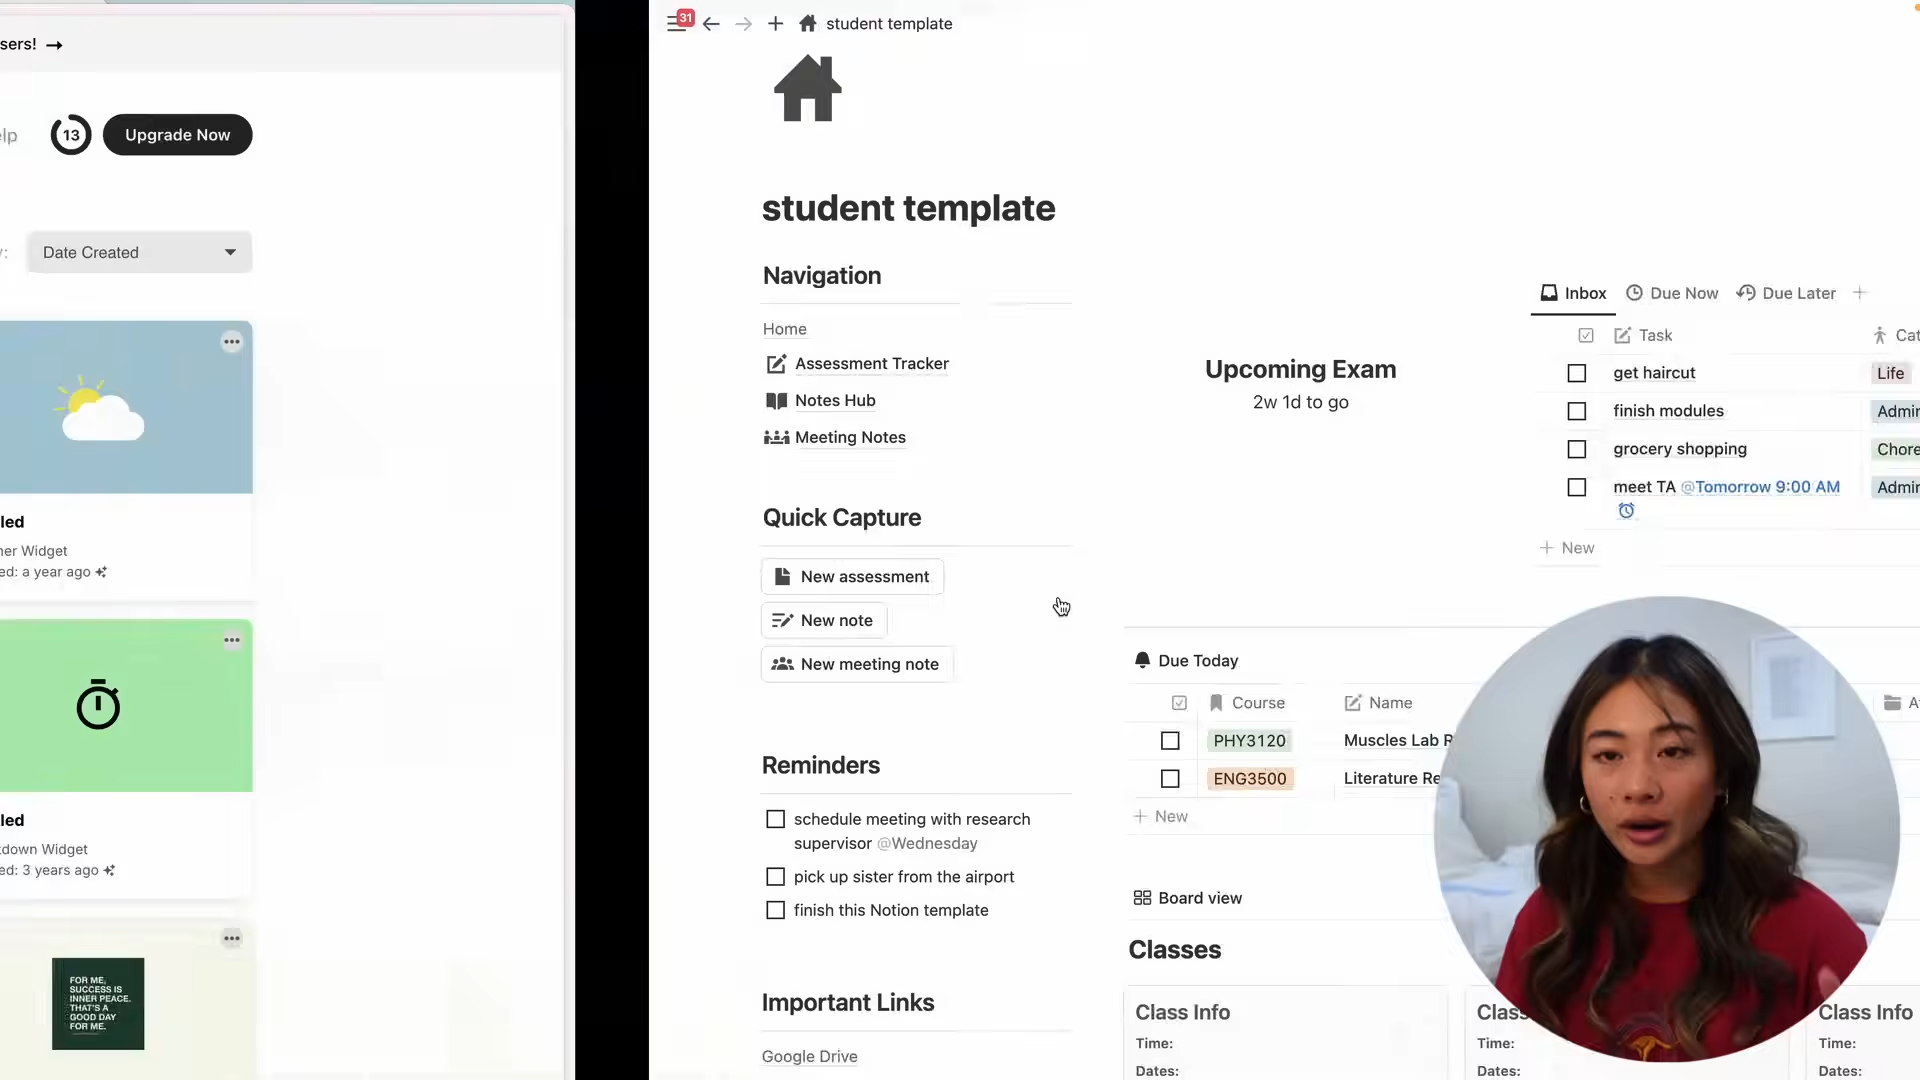 sers! →
elp
13
Upgrade Now
Date Created
led
ner Widget
ed: a year ago
led
tdown Widget
ed: 3 years ago
FOR ME,
SUCCESS IS
INNER PEACE.
THAT'S A
GOOD DAY
FOR ME.
31
student template
student template
Navigation
Home
Assessment Tracker
Notes Hub
Meeting Notes
Quick Capture
New assessment
New note
New meeting note
Reminders
schedule meeting with research
supervisor @Wednesday
pick up sister from the airport
finish this Notion template
Important Links
Google Drive
Upcoming Exam
2w 1d to go
Inbox
Due Now
Due Later
Task
Cat
get haircut
Life
finish modules
Admin
grocery shopping
Chore
meet TA @Tomorrow 9:00 AM
Admin
+ New
Due Today
Course
Name
PHY3120
Muscles Lab R
ENG3500
Literature Re
+ New
Board view
Classes
Class Info
Time:
Dates:
Clas
Time:
Dates:
Class Info
Time:
Dates: